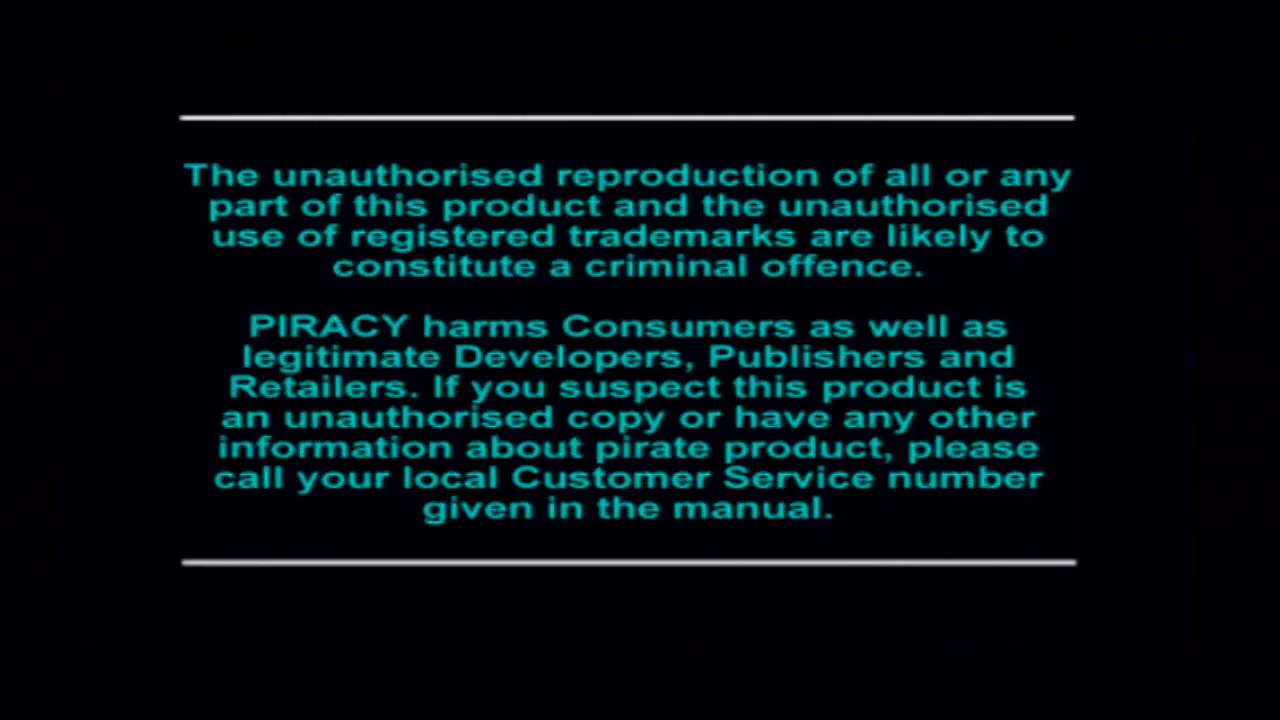 The unauthorised reproduction of all or any
part of this product and the unauthorised
use of registered trademarks are likely to
constitute a criminal offence.
PIRACY harms Consumers as well as
legitimate Developers, Publishers and
Retailers. If you suspect this product is
an unauthorised copy or have any other
information about pirate product, please
call your local Customer Service number
given in the manual.